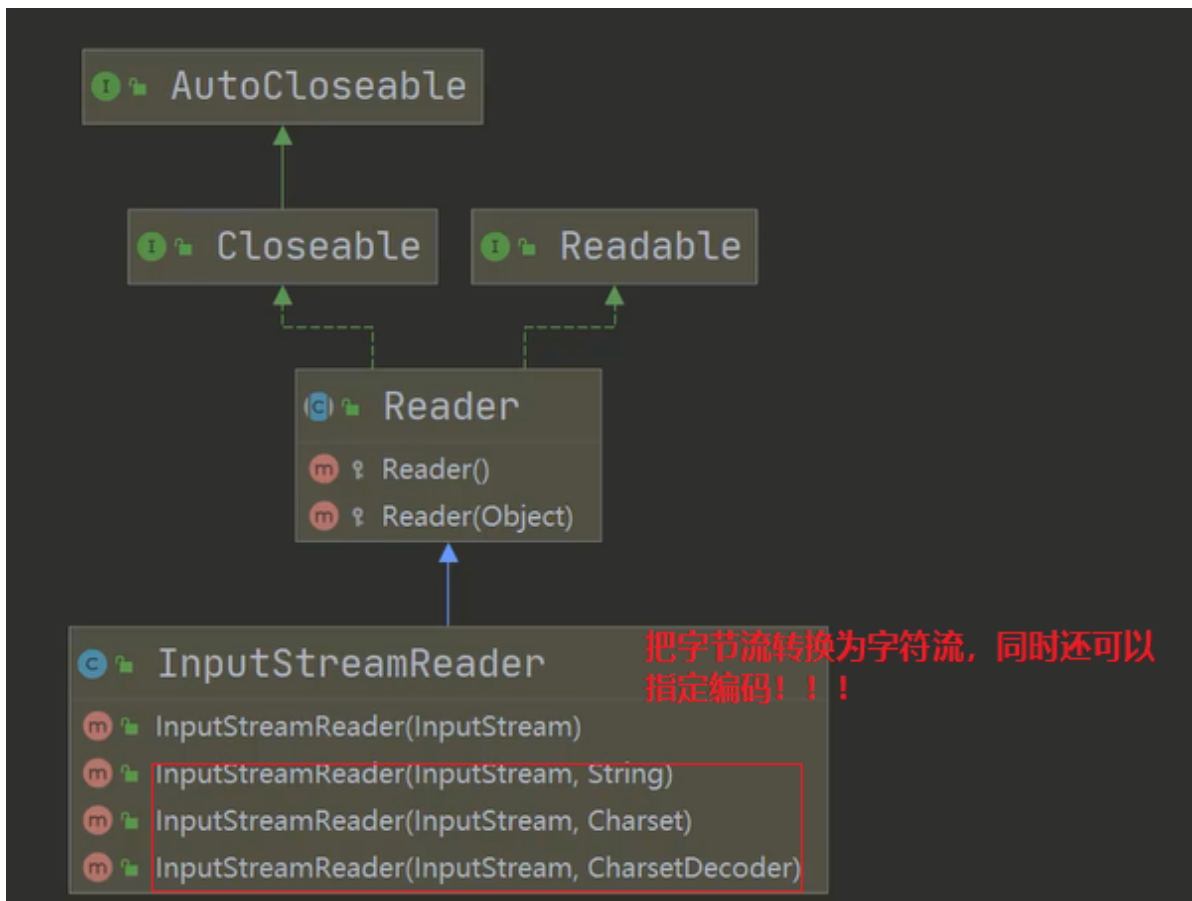 AutoCloseable
Closeable
Readable
Reader
Reader()
Reader(Object)
InputStreamReader
把字节流转换为字符流，同时还可以
指定编码！！！
InputStreamReader(InputStream)
InputStreamReader(InputStream, String)
InputStreamReader(InputStream, Charset)
InputStreamReader(InputStream, CharsetDecoder)